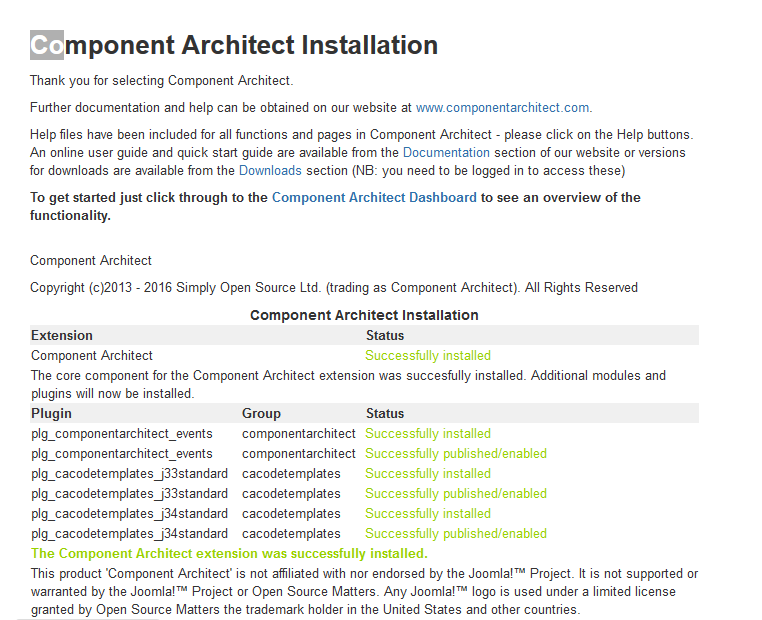 Component Architect Installation
Thank you for selecting Component Architect.
Further documentation and help can be obtained on our website at www.componentarchitect.com.
Help files have been included for all functions and pages in Component Architect - please click on the Help buttons.
An online user guide and quick start guide are available from the Documentation section of our website or versions
for downloads are available from the Downloads section (NB: you need to be logged in to access these)
To get started just click through to the Component Architect Dashboard to see an overview of the
functionality.
Component Architect
Copyright (c)2013 - 2016 Simply Open Source Ltd. (trading as Component Architect). All Rights Reserved
Component Architect Installation
Extension Status
Component Architect Successfully installed
The core component for the Component Architect extension was succesfully installed. Additional modules and
plugins will now be installed.
Plugin Group Status
plg_componentarchitect_events componentarchitect Successfully installed
plg_componentarchitect_events componentarchitect Successfully published/enabled
plg_cacodetemplates_j33standard cacodetemplates Successfully installed
plg_cacodetemplates_j33standard cacodetemplates Successfully published/enabled
plg_cacodetemplates_j34standard cacodetemplates Successfully installed
plg_cacodetemplates_j34standard cacodetemplates Successfully published/enabled
The Component Architect extension was successfully installed.
This product 'Component Architect' is not affiliated with nor endorsed by the Joomla!™ Project. It is not supported or
warranted by the Joomla!™ Project or Open Source Matters. Any Joomla!™ logo is used under a limited license
granted by Open Source Matters the trademark holder in the United States and other countries.